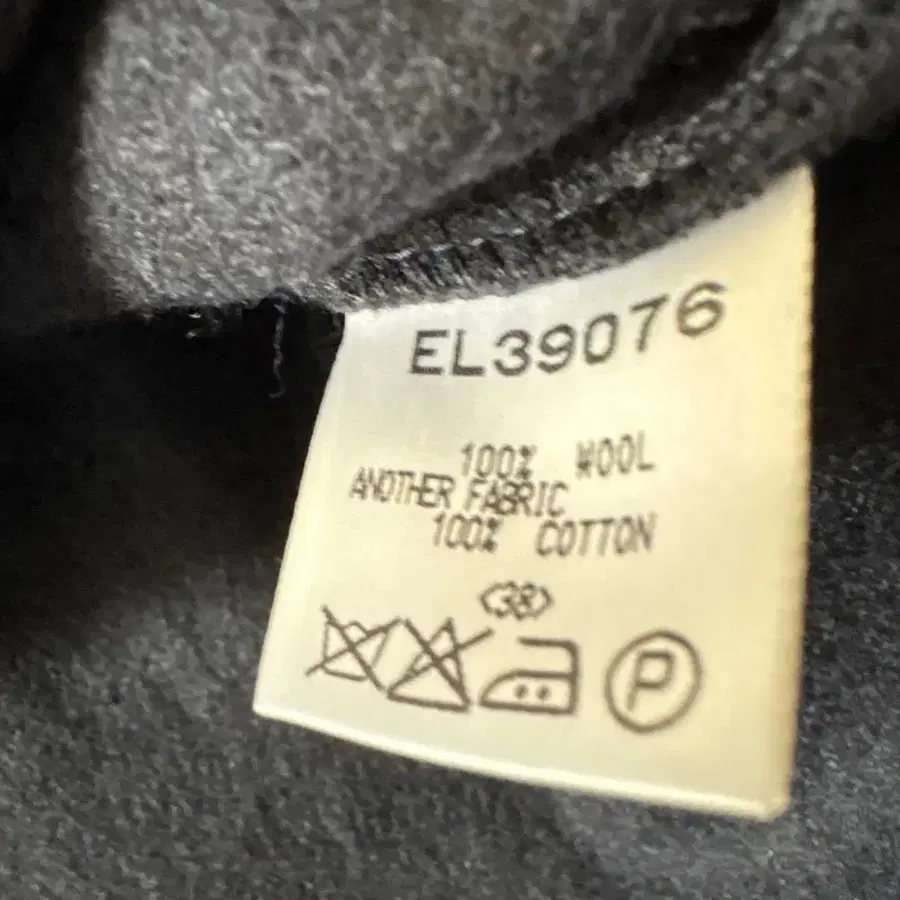 EL39076
100% WOOL
ANOTHER FABRIC
100% COTTON
<38>
P